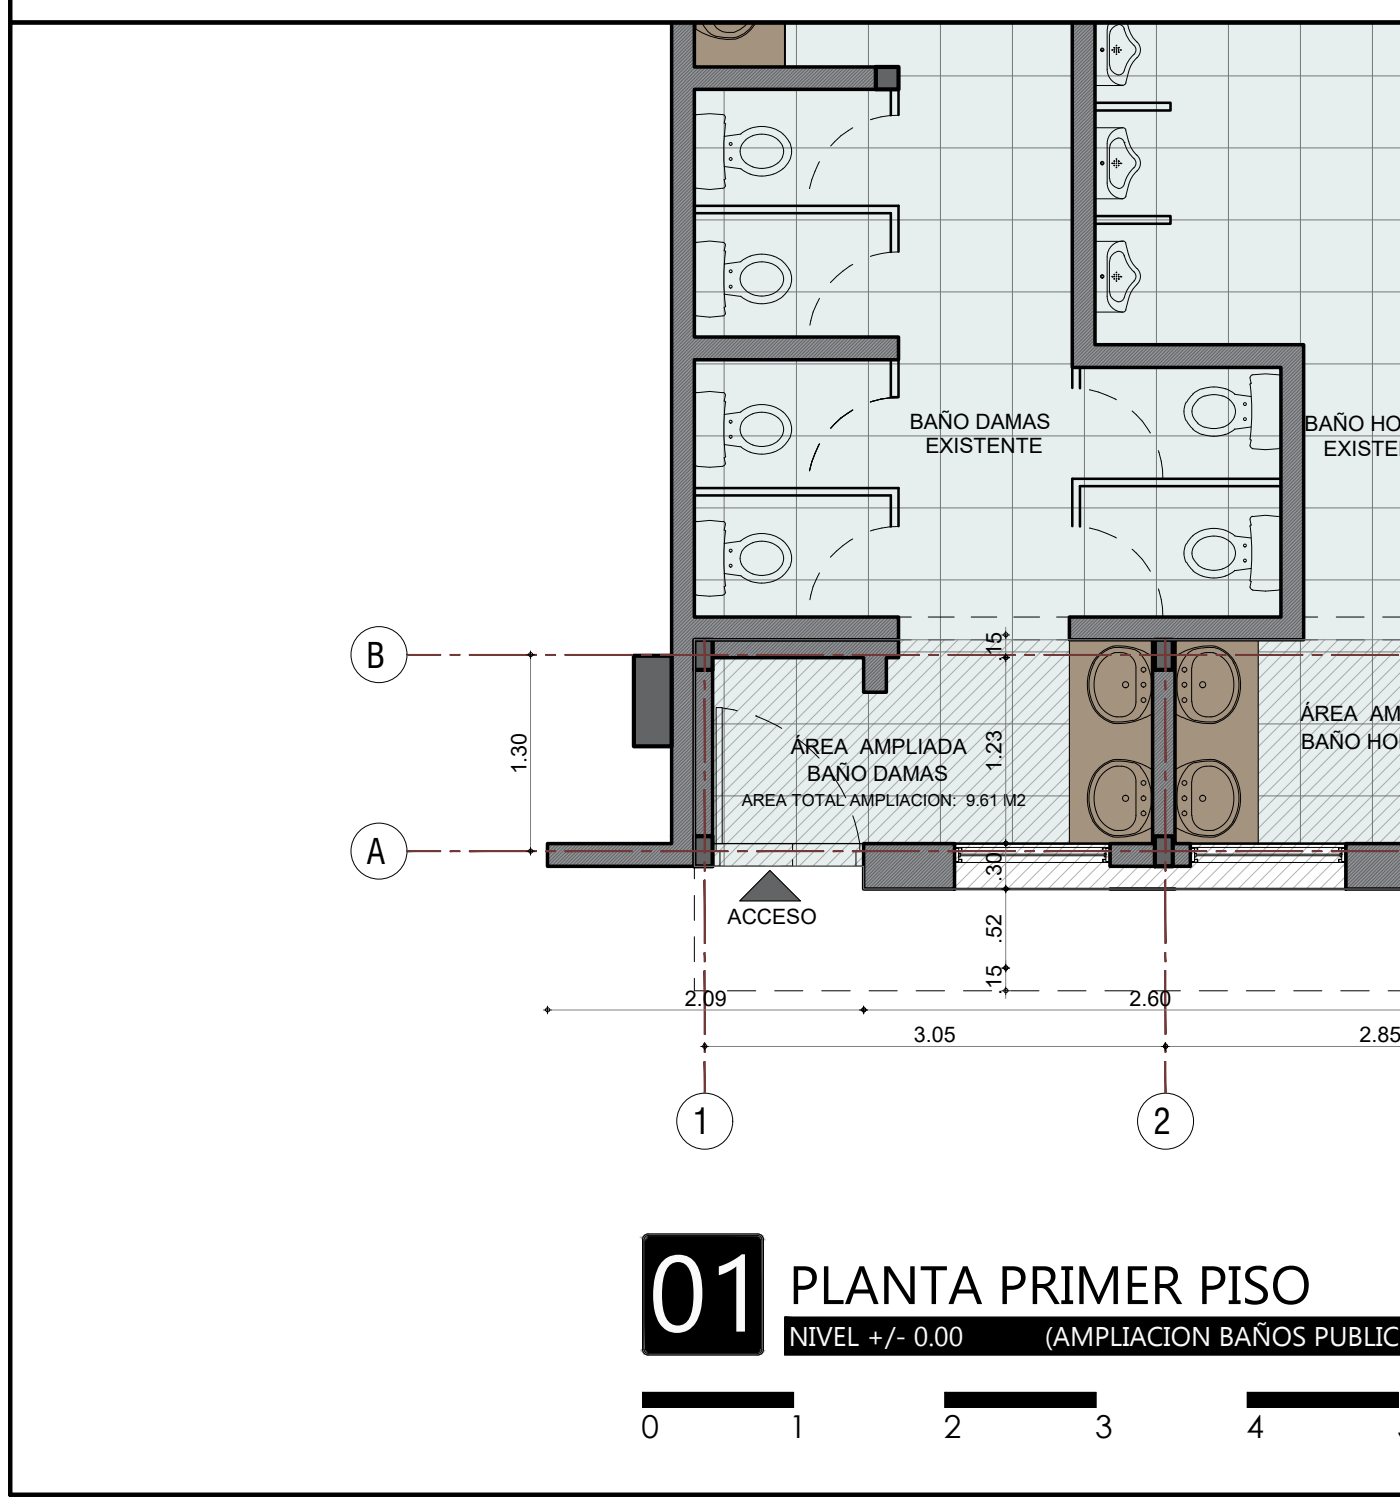 BAÑO DAMAS
EXISTENTE
BAÑO HO
EXISTE
B
.15
1.30
ÁREA AMPLIADA
BAÑO DAMAS
AREA TOTAL AMPLIACION: 9.61 M2
1.23
ÁREA AM
BAÑO HO
A
.30
ACCESO
.52
.15
2.09
2.60
3.05
2.85
1
2
01
PLANTA PRIMER PISO
NIVEL +/- 0.00 (AMPLIACION BAÑOS PUBLIC
0 1 2 3 4